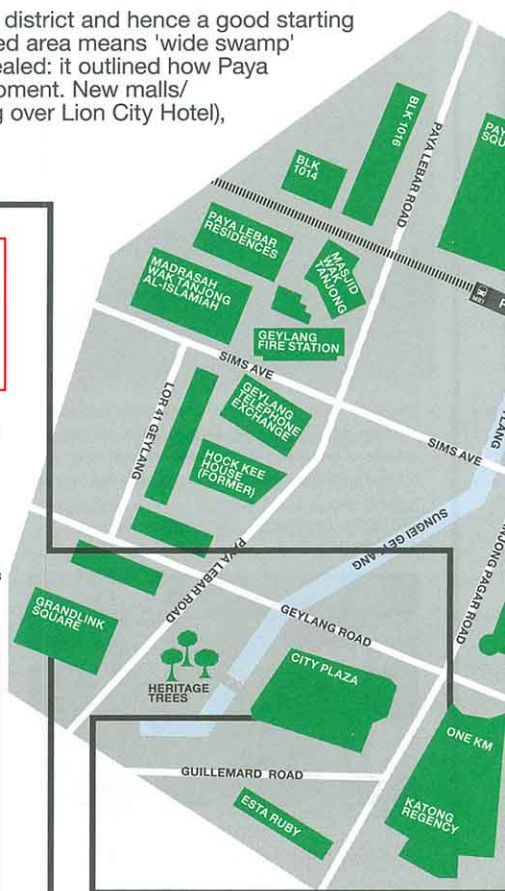 district and hence a good starting
ed area means 'wide swamp'
ealed: it outlined how Paya
pment. New malls/
g over Lion City Hotel),
BLK 1016
PAYA LEBAR ROAD
BLK
1014
PAYA LEBAR
RESIDENCES
MASJID
WAK
TANJONG
MADRASAH
WAK TANJONG
AL-ISLAMIAH
MRT
GEYLANG
FIRE STATION
SIMS AVE
GEYLANG
TELEPHONE
EXCHANGE
LOR 41 GEYLANG
SIMS AVE
HOCK KEE
HOUSE
(FORMER)
SUNGEI GEYLANG
PAYA LEBAR ROAD
JONG PAGAR ROAD
GEYLANG ROAD
GRANDLINK
SQUARE
CITY PLAZA
HERITAGE
TREES
ONE KM
GUILLEMARD ROAD
KATONG
REGENCY
ESTA RUBY